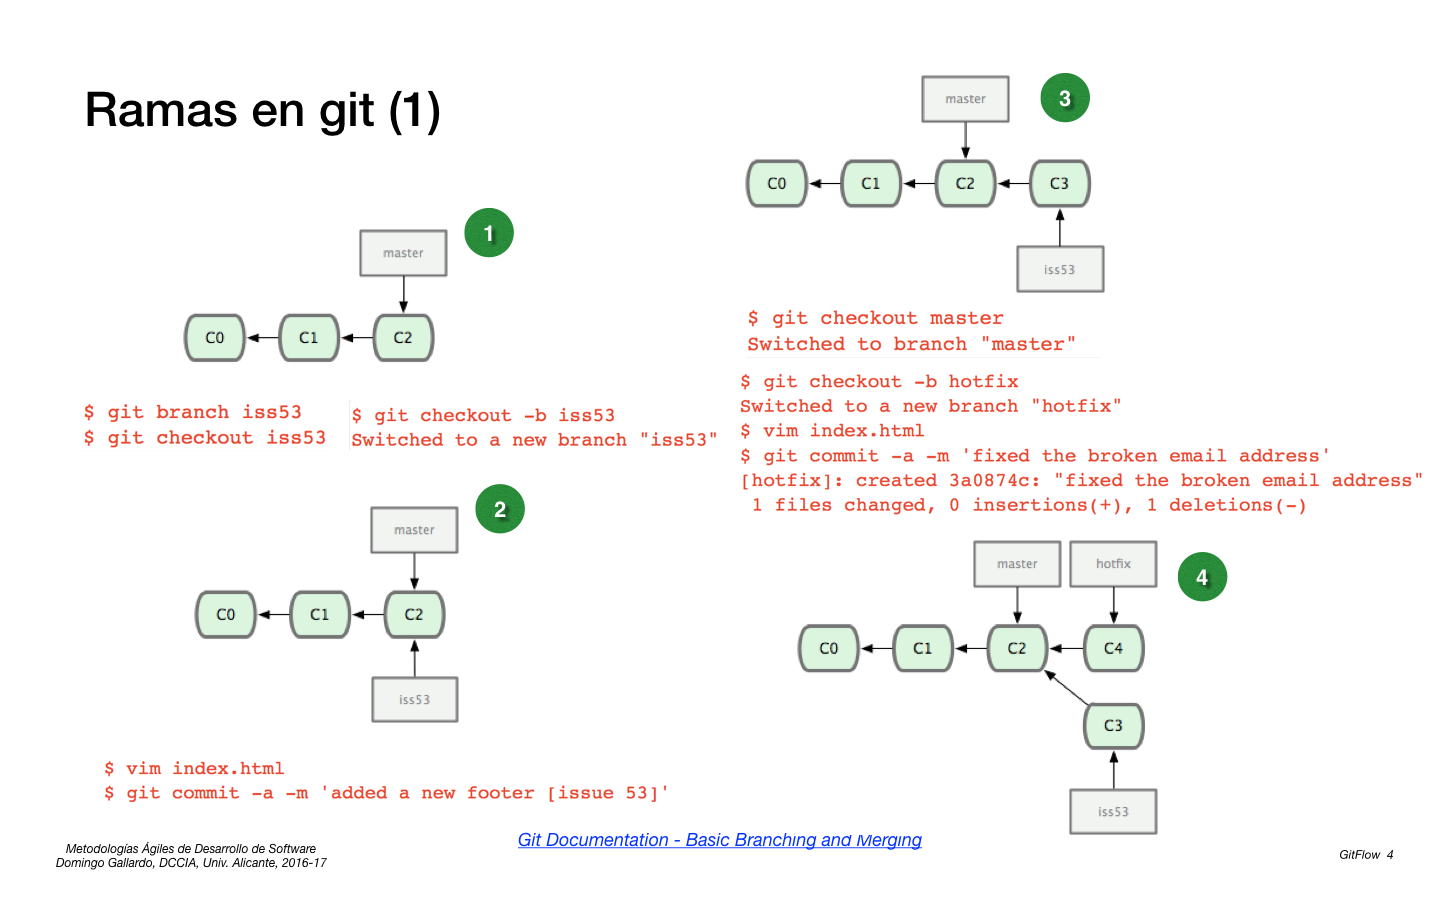 Ramas en git (1)
1
master
C0 C1 C2
$ git branch iss53
$ git checkout iss53
$ git checkout -b iss53
Switched to a new branch "iss53"
2
master
C0 C1 C2
iss53
$ vim index.html
$ git commit -a -m 'added a new footer [issue 53]'
3
master
C0 C1 C2 C3
iss53
$ git checkout master
Switched to branch "master"
$ git checkout -b hotfix
Switched to a new branch "hotfix"
$ vim index.html
$ git commit -a -m 'fixed the broken email address'
[hotfix]: created 3a0874c: "fixed the broken email address"
1 files changed, 0 insertions(+), 1 deletions(-)
master hotfix
4
C0 C1 C2 C4
C3
iss53
Git Documentation - Basic Branching and Merging
Metodologías Ágiles de Desarrollo de Software
Domingo Gallardo, DCCIA, Univ. Alicante, 2016-17
GitFlow 4